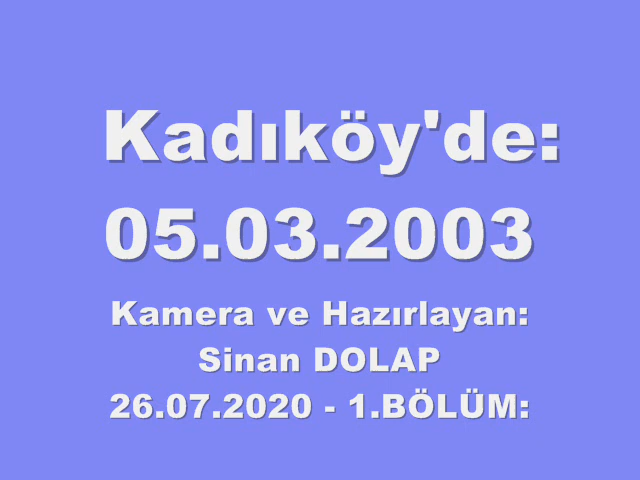 Kadıköy'de:
05.03.2003
Kamera ve Hazırlayan:
Sinan DOLAP
26.07.2020 - 1.BÖLÜM: